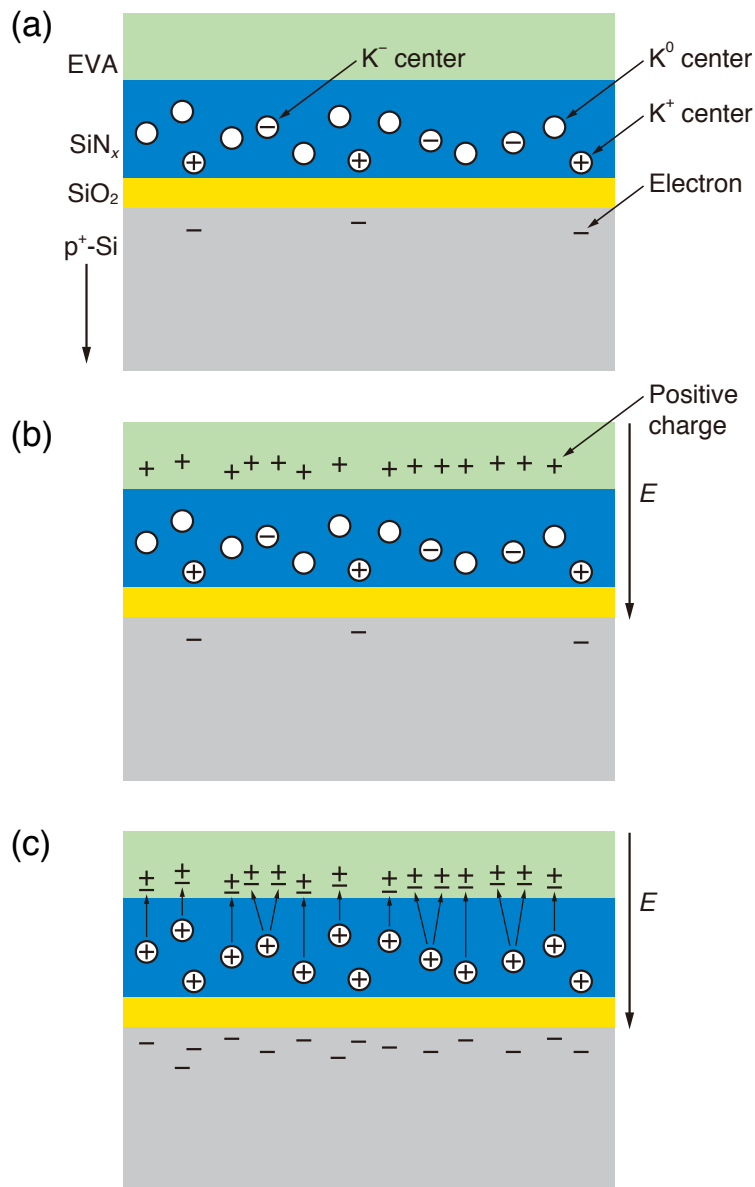 (a)
EVA
K⁻ center
K⁰ center
SiNₓ
K⁺ center
SiO₂
Electron
p⁺-Si
(b)
Positive
charge
E
(c)
E